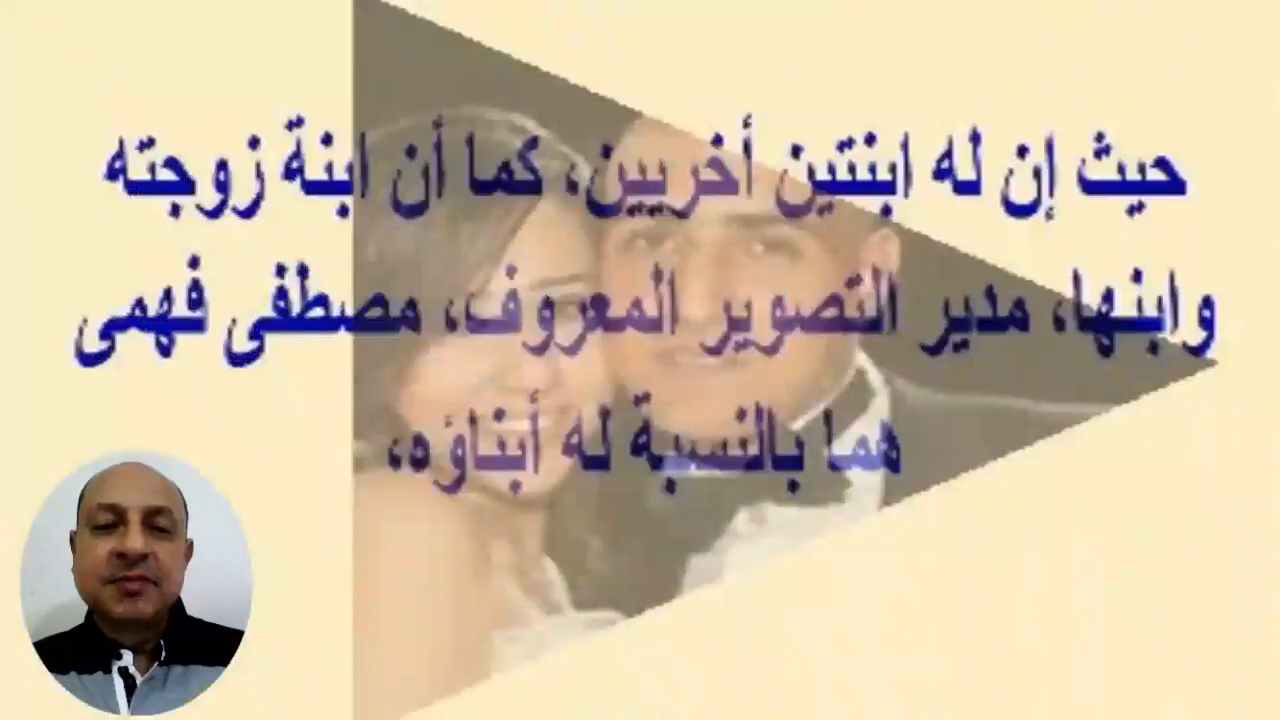 حيث إن له ابنتين أخريين، كما أن ابنة زوجته
وابنها، مدير التصوير المعروف، مصطفى فهمى
هما بالنسبة له أبناؤه،